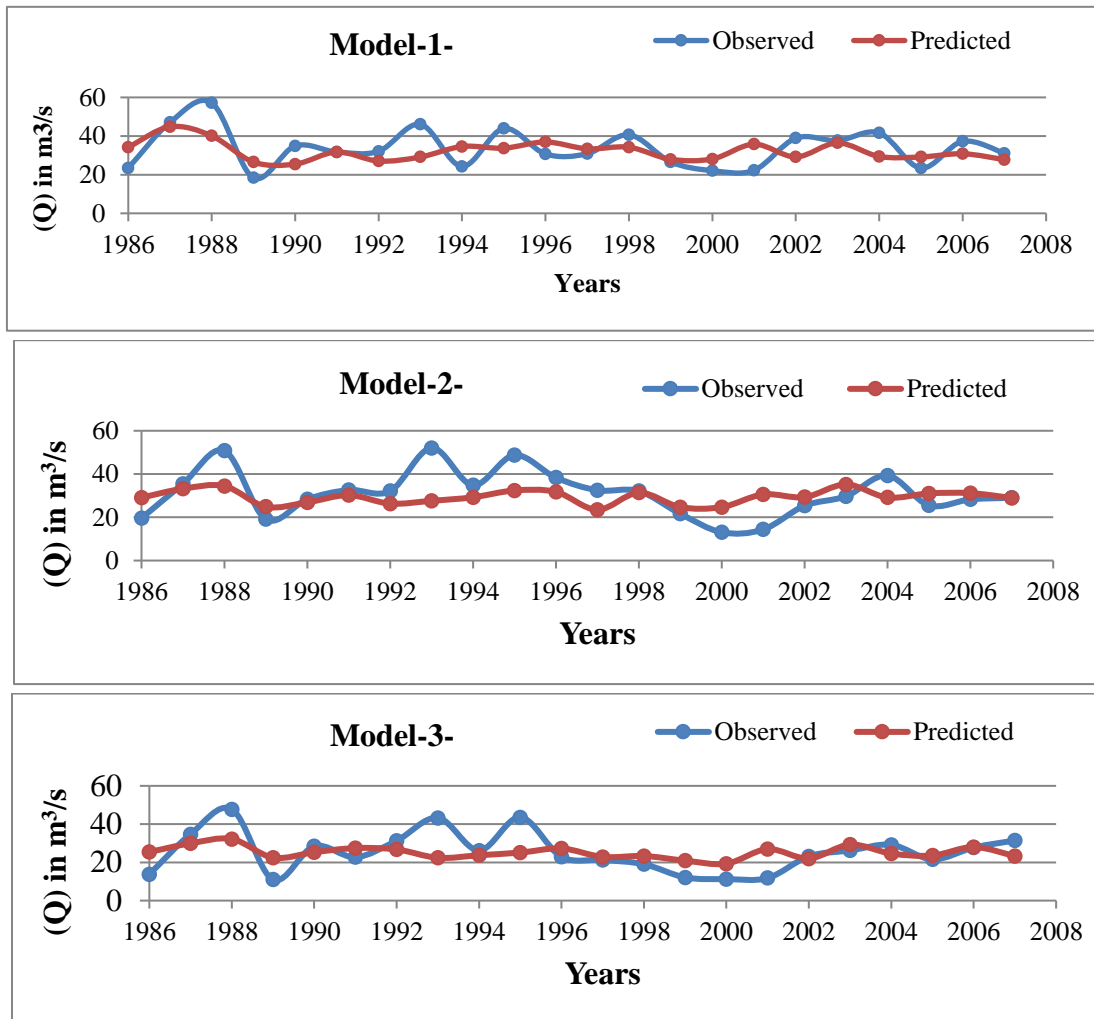 Model-1-
Observed Predicted
(Q) in m3/s
60
40
20
0
1986 1988 1990 1992 1994 1996 1998 2000 2002 2004 2006 2008
Years
Model-2-
Observed Predicted
(Q) in m³/s
60
40
20
0
1986 1988 1990 1992 1994 1996 1998 2000 2002 2004 2006 2008
Years
Model-3-
Observed Predicted
(Q) in m³/s
60
40
20
0
1986 1988 1990 1992 1994 1996 1998 2000 2002 2004 2006 2008
Years